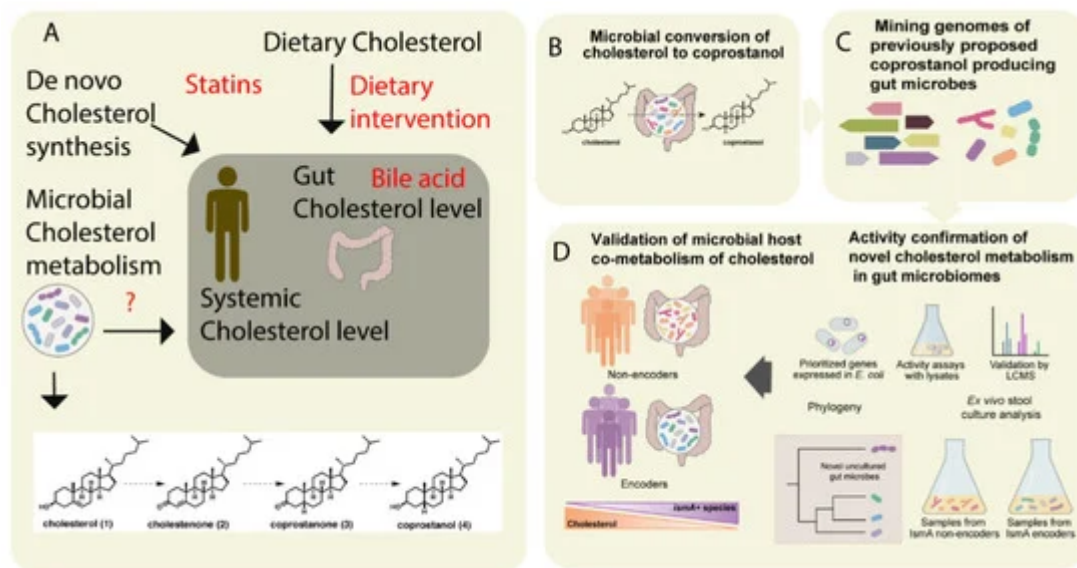 A
Dietary Cholesterol
De novo
Cholesterol
synthesis
Statins
Dietary
intervention
Gut
Bile acid
Cholesterol level
Microbial
Cholesterol
metabolism
?
Systemic
Cholesterol level
HO
O
O
HO
H
H
H
cholesterol (1)
cholestenone (2)
coprostanone (3)
coprostanol (4)
B
Microbial conversion of
cholesterol to coprostanol
cholesterol
coprostanol
C
Mining genomes of
previously proposed
coprostanol producing
gut microbes
D
Validation of microbial host
co-metabolism of cholesterol
Non-encoders
Encoders
ismA+ species
Cholesterol
Activity confirmation of
novel cholesterol metabolism
in gut microbiomes
Prioritized genes
expressed in E. coli
Activity assays
with lysates
Validation by
LCMS
Phylogeny
Ex vivo stool
culture analysis
Novel uncultured
gut microbes
Samples from
IsmA non-encoders
Samples from
IsmA encoders